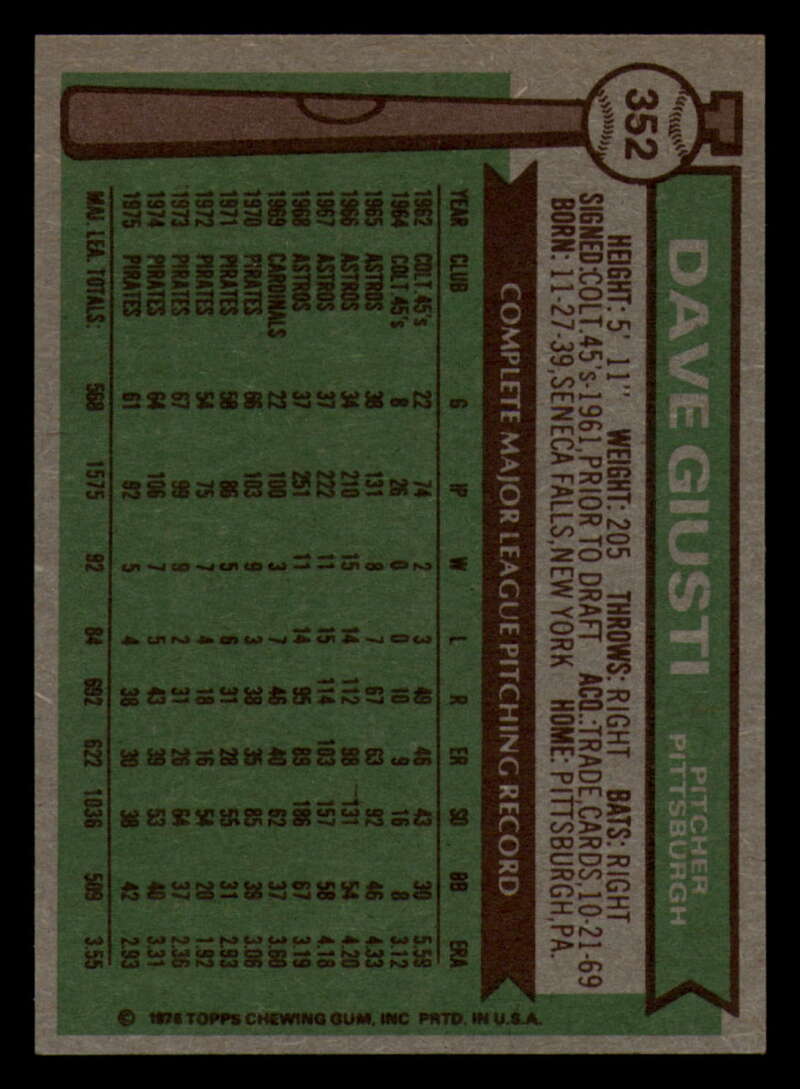 352
DAVE GIUSTI
PITCHER
PITTSBURGH
HEIGHT: 5' 11" WEIGHT: 205 THROWS: RIGHT BATS: RIGHT
SIGNED: COLT. 45's-1961, PRIOR TO DRAFT ACQ.: TRADE, CARDS, 10-21-69
BORN: 11-27-39, SENECA FALLS, NEW YORK HOME: PITTSBURGH, PA.
COMPLETE MAJOR LEAGUE PITCHING RECORD
YEAR CLUB G IP W L R ER SO BB ERA
1962 COLT. 45's 22 74 2 3 49 46 43 30 5.59
1964 COLT 45's 8 26 0 0 10 9 16 8 3.12
1965 ASTROS 38 131 8 7 67 63 92 46 4.33
1966 ASTROS 34 210 15 14 112 98 131 54 4.20
1967 ASTROS 37 222 11 15 114 103 157 58 4.18
1968 ASTROS 37 251 11 14 95 89 186 67 3.19
1969 CARDINALS 22 100 3 7 46 40 62 37 3.60
1970 PIRATES 66 103 9 3 38 35 85 39 3.06
1971 PIRATES 58 86 5 6 31 28 55 31 2.93
1972 PIRATES 54 75 7 4 18 16 54 20 1.92
1973 PIRATES 67 99 9 2 31 26 64 37 2.36
1974 PIRATES 64 106 7 5 43 39 53 40 3.31
1975 PIRATES 61 92 5 4 38 30 38 42 2.93
MAJ. LEA. TOTALS: 568 1575 92 84 692 622 1036 509 3.55
© 1976 TOPPS CHEWING GUM, INC PRTD. IN U.S.A.